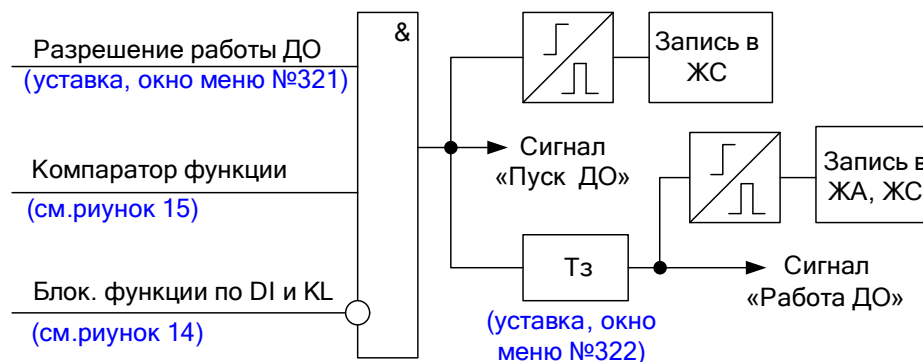 &
Разрешение работы ДО
(уставка, окно меню №321)
Запись в
ЖС
Компаратор функции
(см.риунок 15)
Сигнал
«Пуск ДО»
Запись в
ЖА, ЖС
Блок. функции по DI и KL
(см.риунок 14)
Тз
(уставка, окно
меню №322)
Сигнал
«Работа ДО»